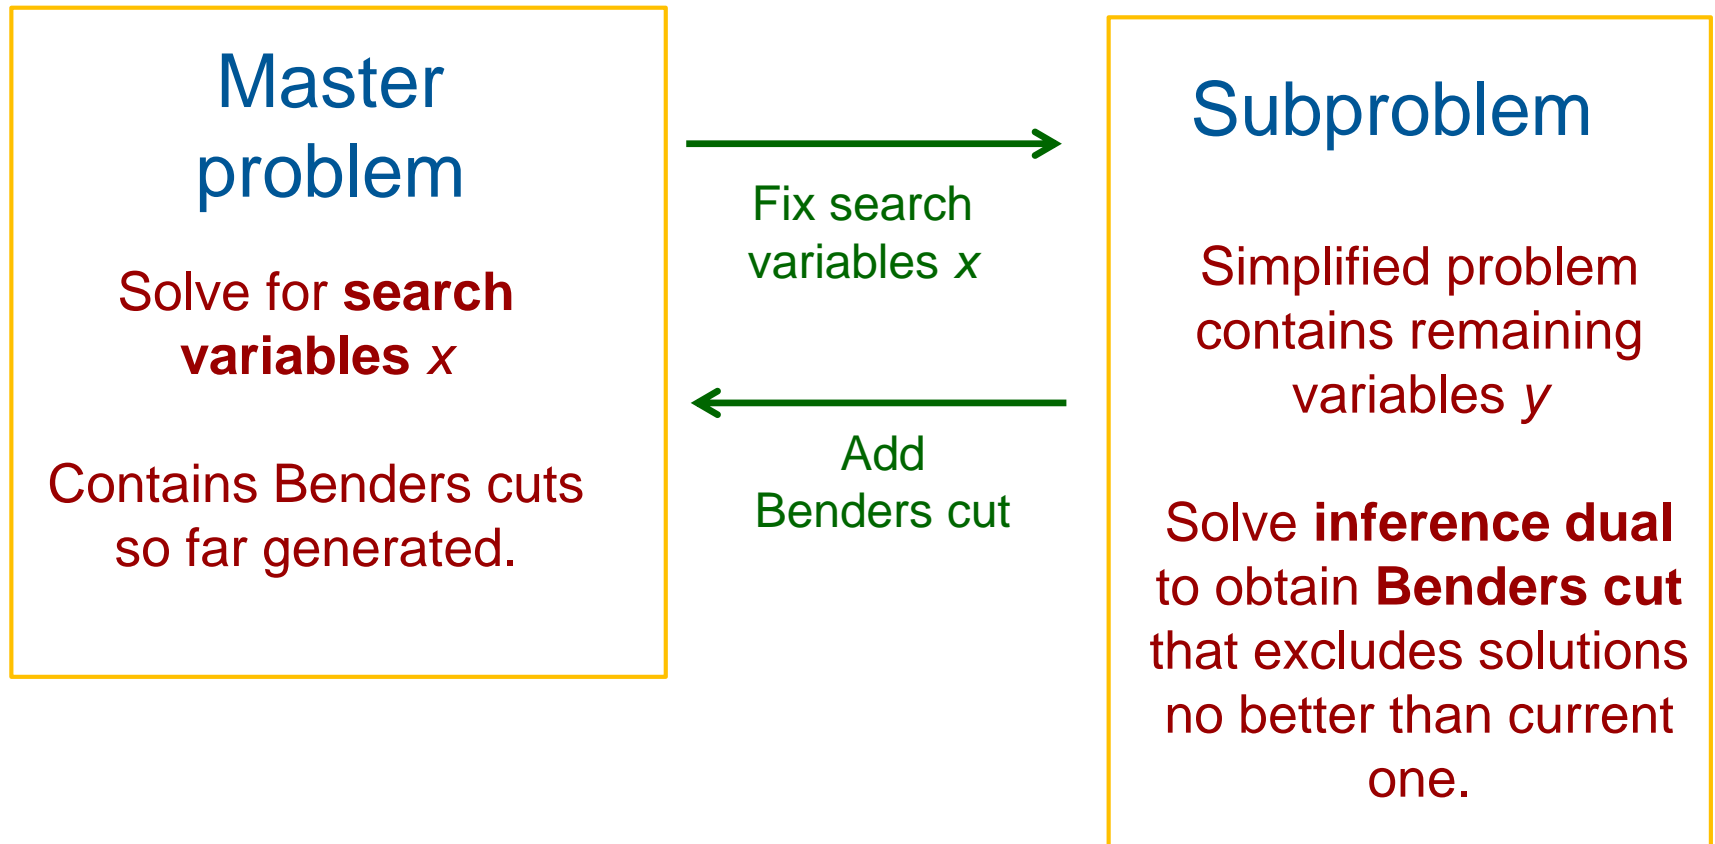 Master
problem
Solve for search
variables x
Contains Benders cuts
so far generated.
Fix search
variables x
Add
Benders cut
Subproblem
Simplified problem
contains remaining
variables y
Solve inference dual
to obtain Benders cut
that excludes solutions
no better than current
one.